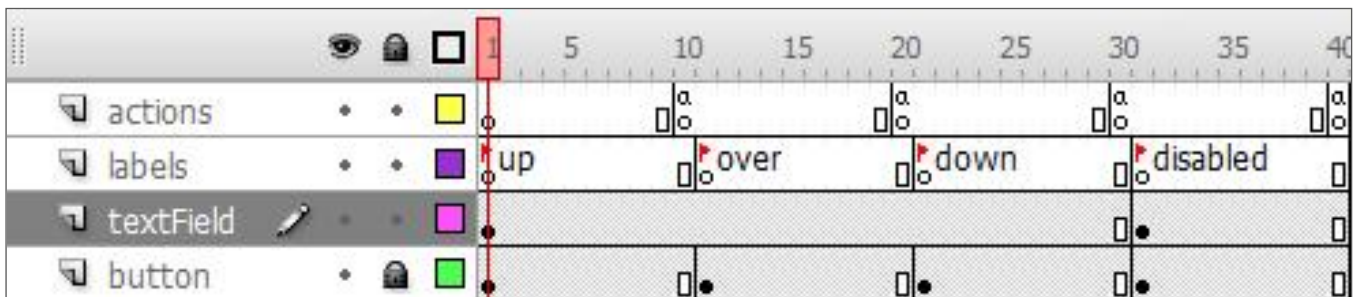 1 5 10 15 20 25 30 35 40
actions a a a a
labels up over down disabled
textField
button